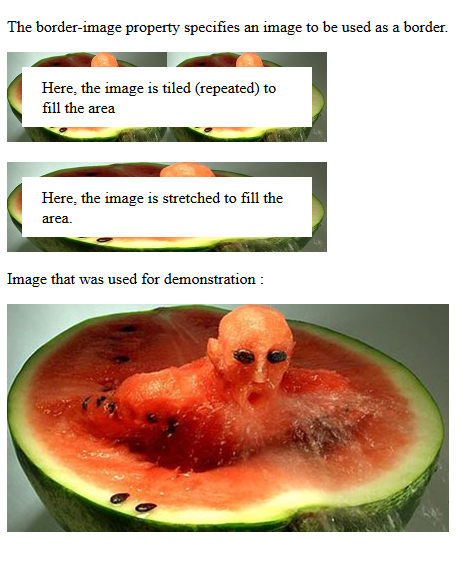 The border-image property specifies an image to be used as a border.
Here, the image is tiled (repeated) to
fill the area
Here, the image is stretched to fill the
area.
Image that was used for demonstration :